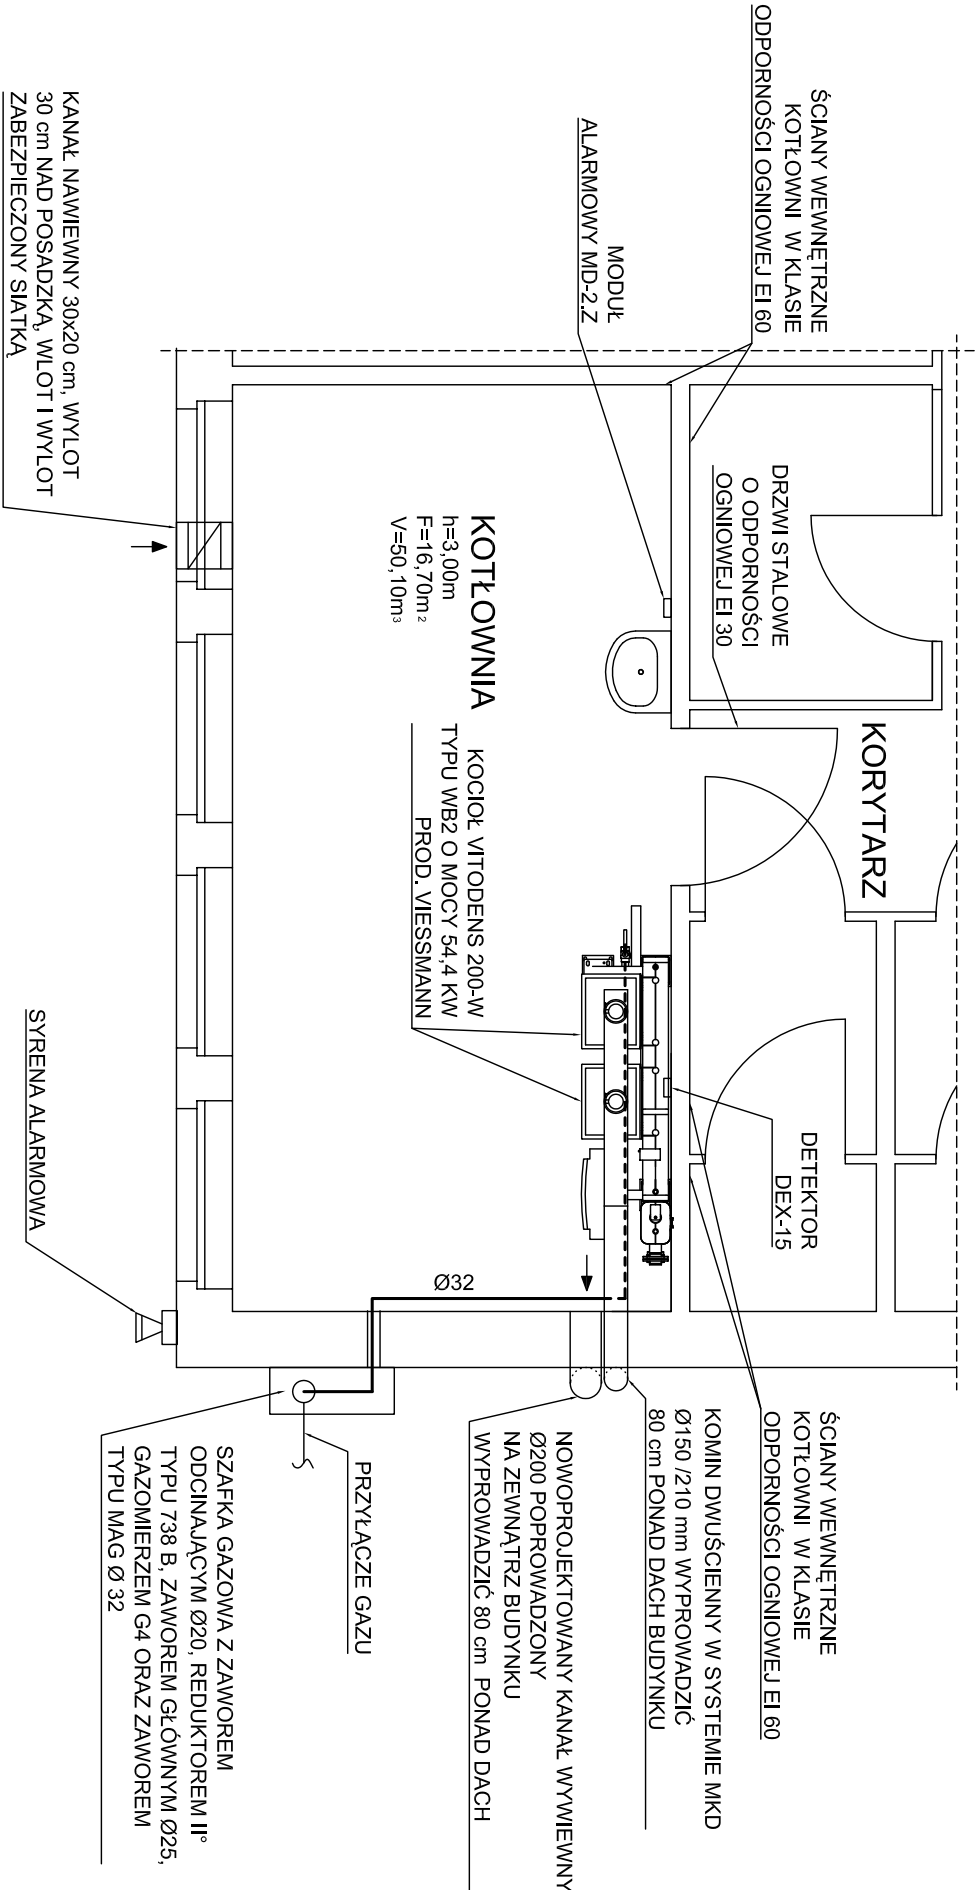 ŚCIANY WEWNĘTRZNE
KOTŁOWNI W KLASIE
ODPORNOŚCI OGNIOWEJ EI 60
MODUŁ
ALARMOWY MD-2.Z
KANAŁ NAWIEWNY 30x20 cm, WYLOT
30 cm NAD POSADZKĄ, WLOT I WYLOT
ZABEZPIECZONY SIATKĄ
DRZWI STALOWE
O ODPORNOŚCI
OGNIOWEJ EI 30
KORYTARZ
KOTŁOWNIA
h=3,00m
F=16,70m2
V=50,10m3
KOCIOŁ VITODENS 200-W
TYPU WB2 O MOCY 54,4 KW
PROD. VIESSMANN
DETEKTOR
DEX-15
SYRENA ALARMOWA
Ø32
ŚCIANY WEWNĘTRZNE
KOTŁOWNI W KLASIE
ODPORNOŚCI OGNIOWEJ EI 60
KOMIN DWUŚCIENNY W SYSTEMIE MKD
Ø150 /210 mm WYPROWADZIĆ
80 cm PONAD DACH BUDYNKU
NOWOPROJEKTOWANY KANAŁ WYWIEWNY
Ø200 POPROWADZONY
NA ZEWNĄTRZ BUDYNKU
WYPROWADZIĆ 80 cm PONAD DACH
PRZYŁĄCZE GAZU
SZAFKA GAZOWA Z ZAWOREM
ODCINAJĄCYM Ø20, REDUKTOREM II°
TYPU 738 B, ZAWOREM GŁÓWNYM Ø25,
GAZOMIERZEM G4 ORAZ ZAWOREM
TYPU MAG Ø 32